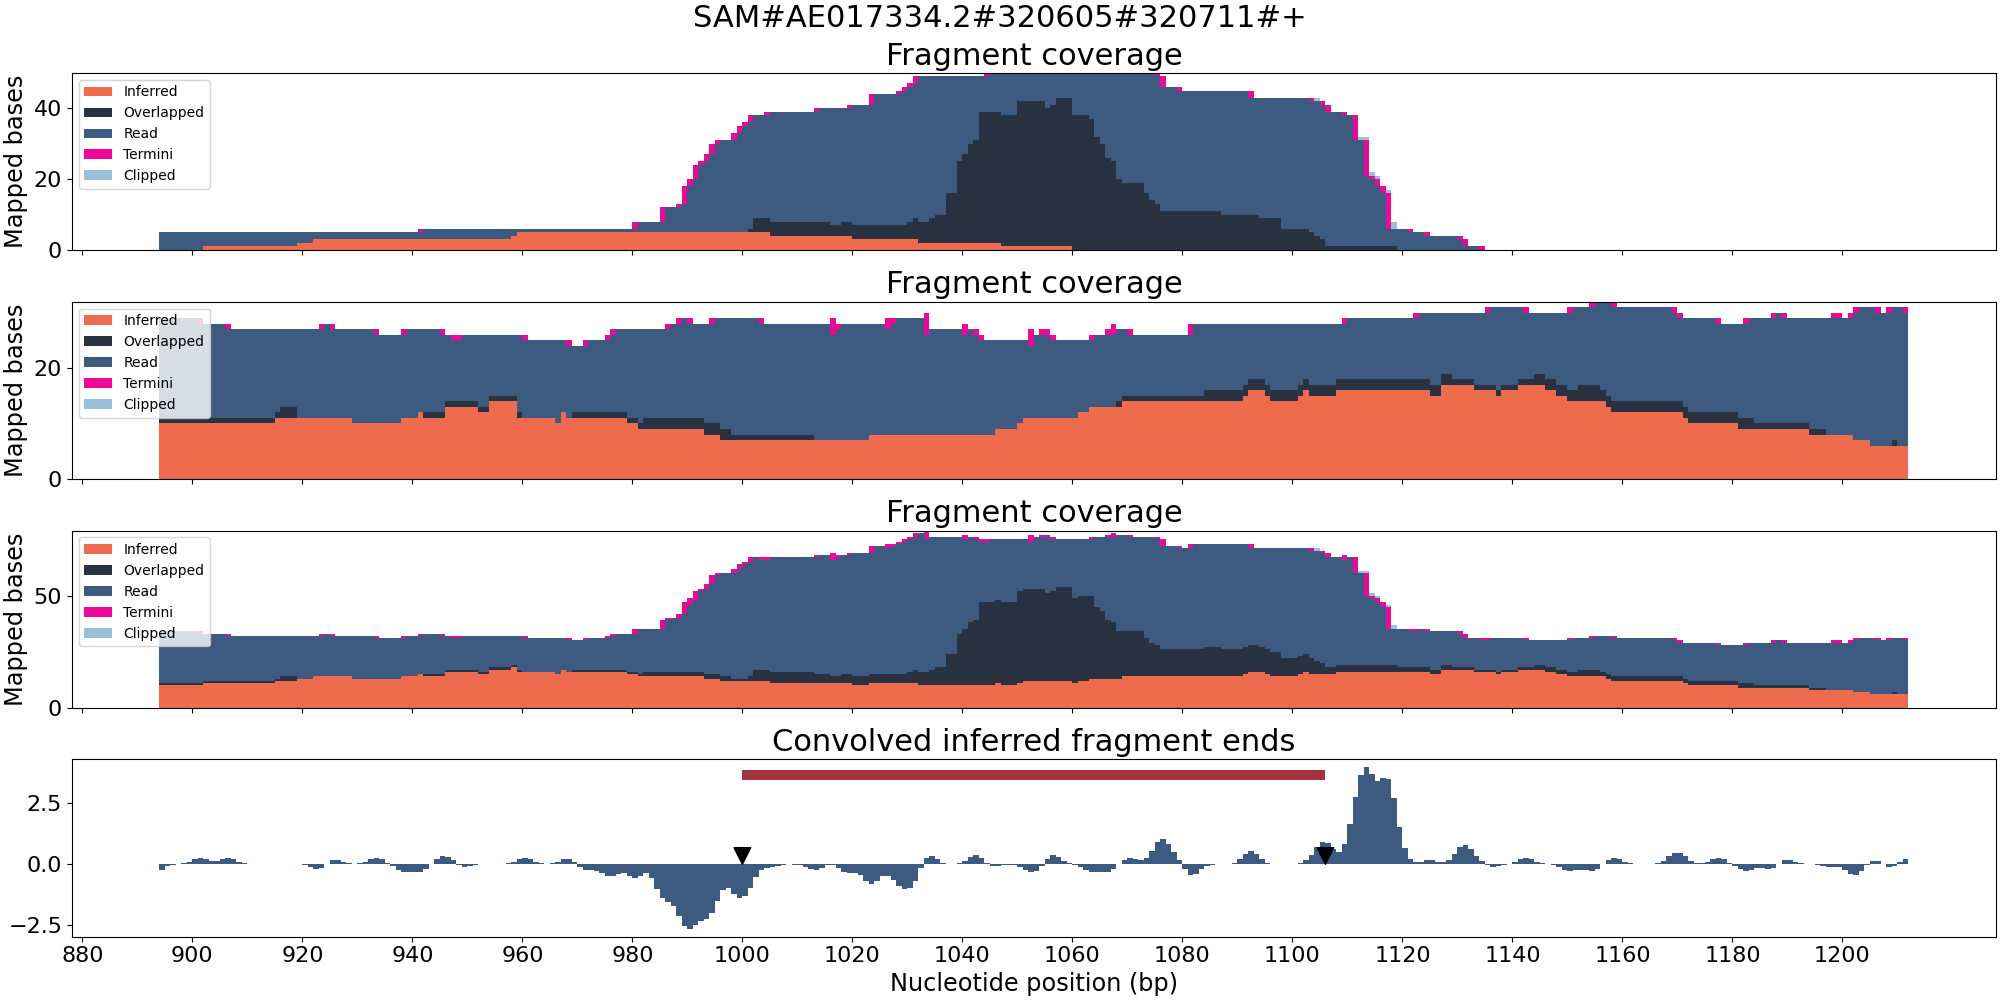 SAM#AE017334.2#320605#320711#+
Fragment coverage
Mapped bases
40
20
0
Inferred
Overlapped
Read
Termini
Clipped
Fragment coverage
Mapped bases
20
0
Inferred
Overlapped
Read
Termini
Clipped
Fragment coverage
Mapped bases
50
0
Inferred
Overlapped
Read
Termini
Clipped
Convolved inferred fragment ends
2.5
0.0
−2.5
880 900 920 940 960 980 1000 1020 1040 1060 1080 1100 1120 1140 1160 1180 1200
Nucleotide position (bp)